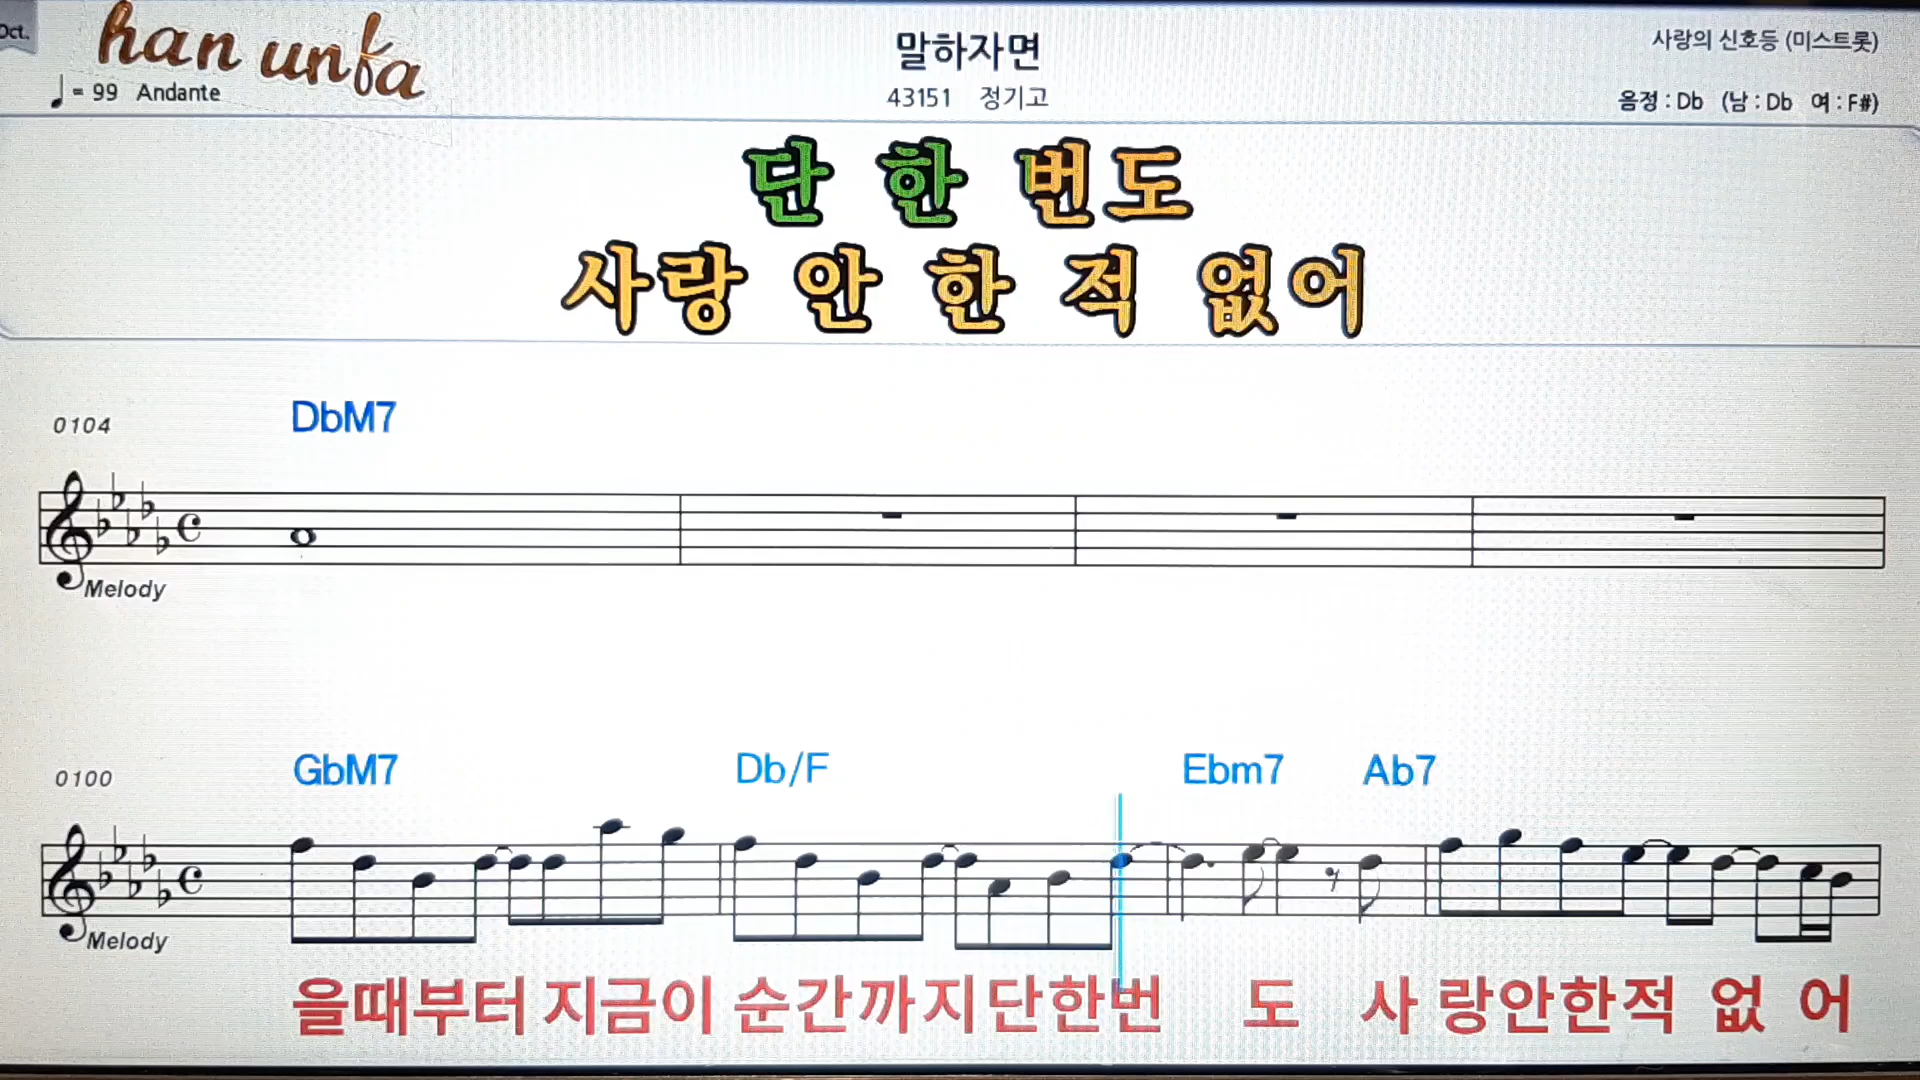 Oct.
han unfa
말하자면
사랑의 신호등 (미스트롯)
♩= 99 Andante
43151 정기고
음정 : Db (남 : Db 여 : F#)
단 한 번도
사랑 안 한 적 없어
0104
DbM7
Melody
0100
GbM7 Db/F Ebm7 Ab7
Melody
을때부터 지금이 순간까지단한번 도 사 랑안한적 없 어